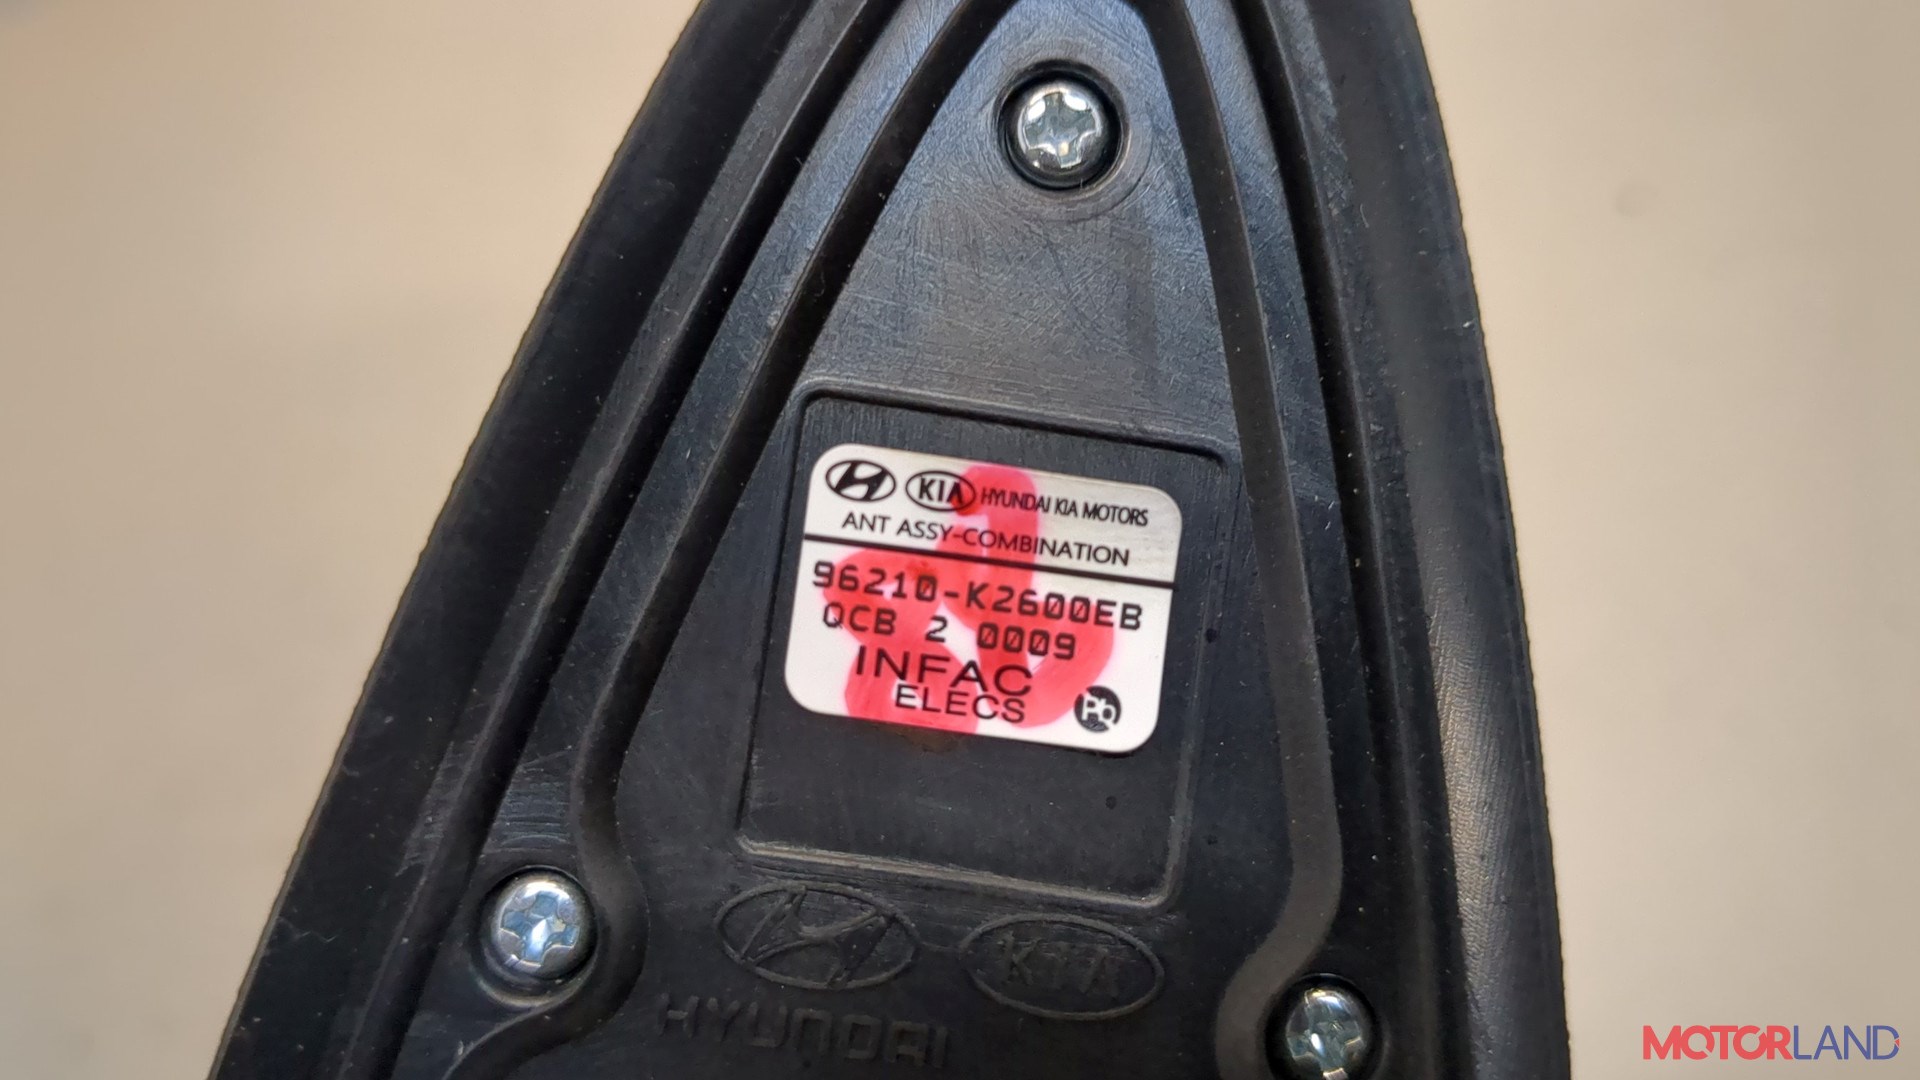 KIA HYUNDAI KIA MOTORS
ANT ASSY-COMBINATION
96210-K2600EB
QCB 2 0009
INFAC
ELECS
Pb
KIA
HYUNDAI
MOTORLAND